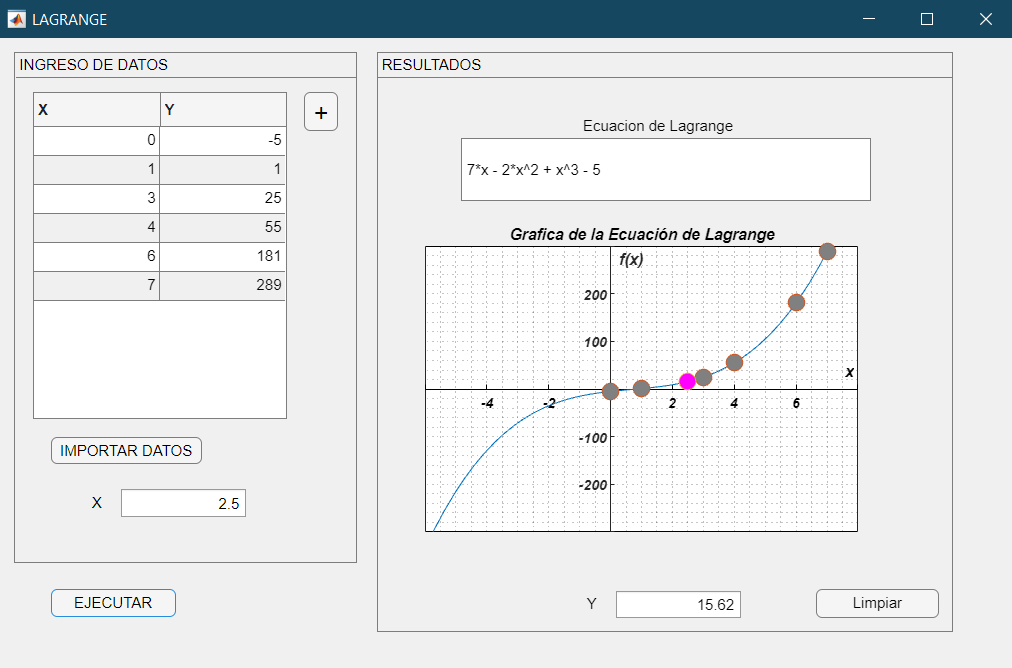 LAGRANGE
INGRESO DE DATOS
X Y
0 -5
1 1
3 25
4 55
6 181
7 289
+
IMPORTAR DATOS
X 2.5
EJECUTAR
RESULTADOS
Ecuacion de Lagrange
7*x - 2*x^2 + x^3 - 5
Grafica de la Ecuación de Lagrange
f(x)
200
100
x
-4 -2 2 4 6
-100
-200
Y 15.62
Limpiar